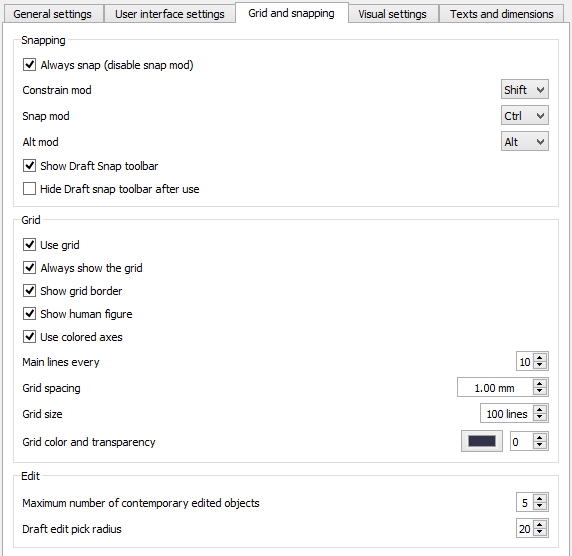 General settings User interface settings Grid and snapping Visual settings Texts and dimensions
Snapping
Always snap (disable snap mod)
Constrain mod Shift
Snap mod Ctrl
Alt mod Alt
Show Draft Snap toolbar
Hide Draft snap toolbar after use
Grid
Use grid
Always show the grid
Show grid border
Show human figure
Use colored axes
Main lines every 10
Grid spacing 1.00 mm
Grid size 100 lines
Grid color and transparency 0
Edit
Maximum number of contemporary edited objects 5
Draft edit pick radius 20